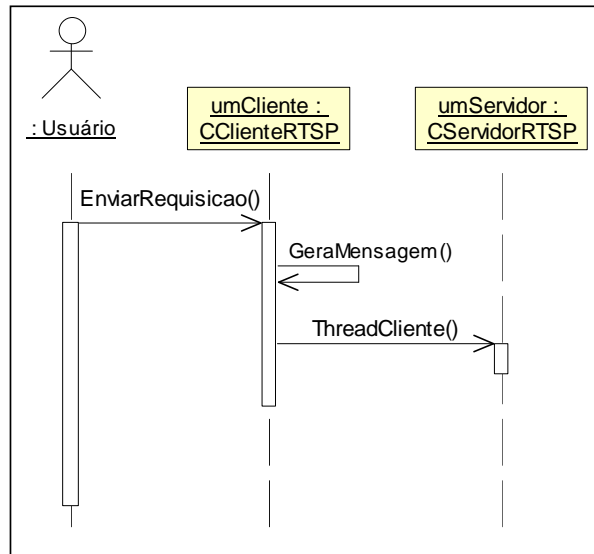 : Usuário
umCliente :
CClienteRTSP
umServidor :
CServidorRTSP
EnviarRequisicao()
GeraMensagem()
ThreadCliente()